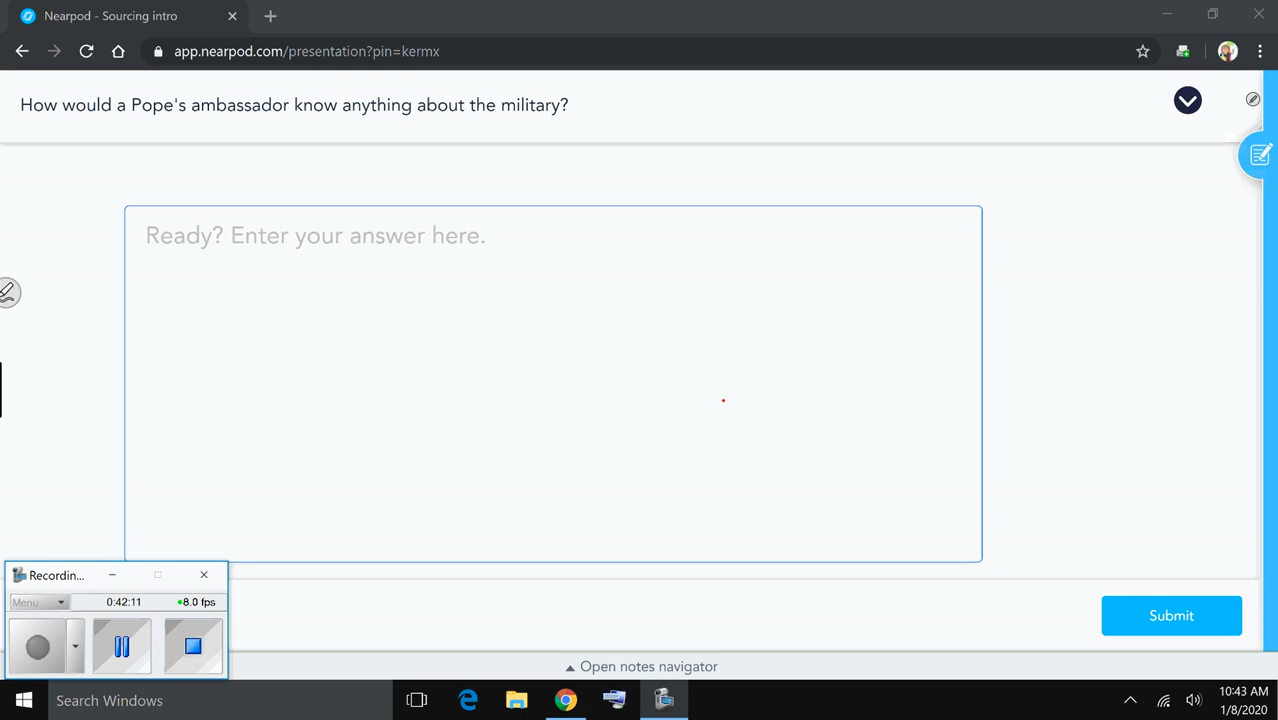 Nearpod - Sourcing intro
app.nearpod.com/presentation?pin=kermx
How would a Pope's ambassador know anything about the military?
Ready? Enter your answer here.
Recordin...
Menu
0:42:11
8.0 fps
Submit
Open notes navigator
Search Windows
10:43 AM
1/8/2020